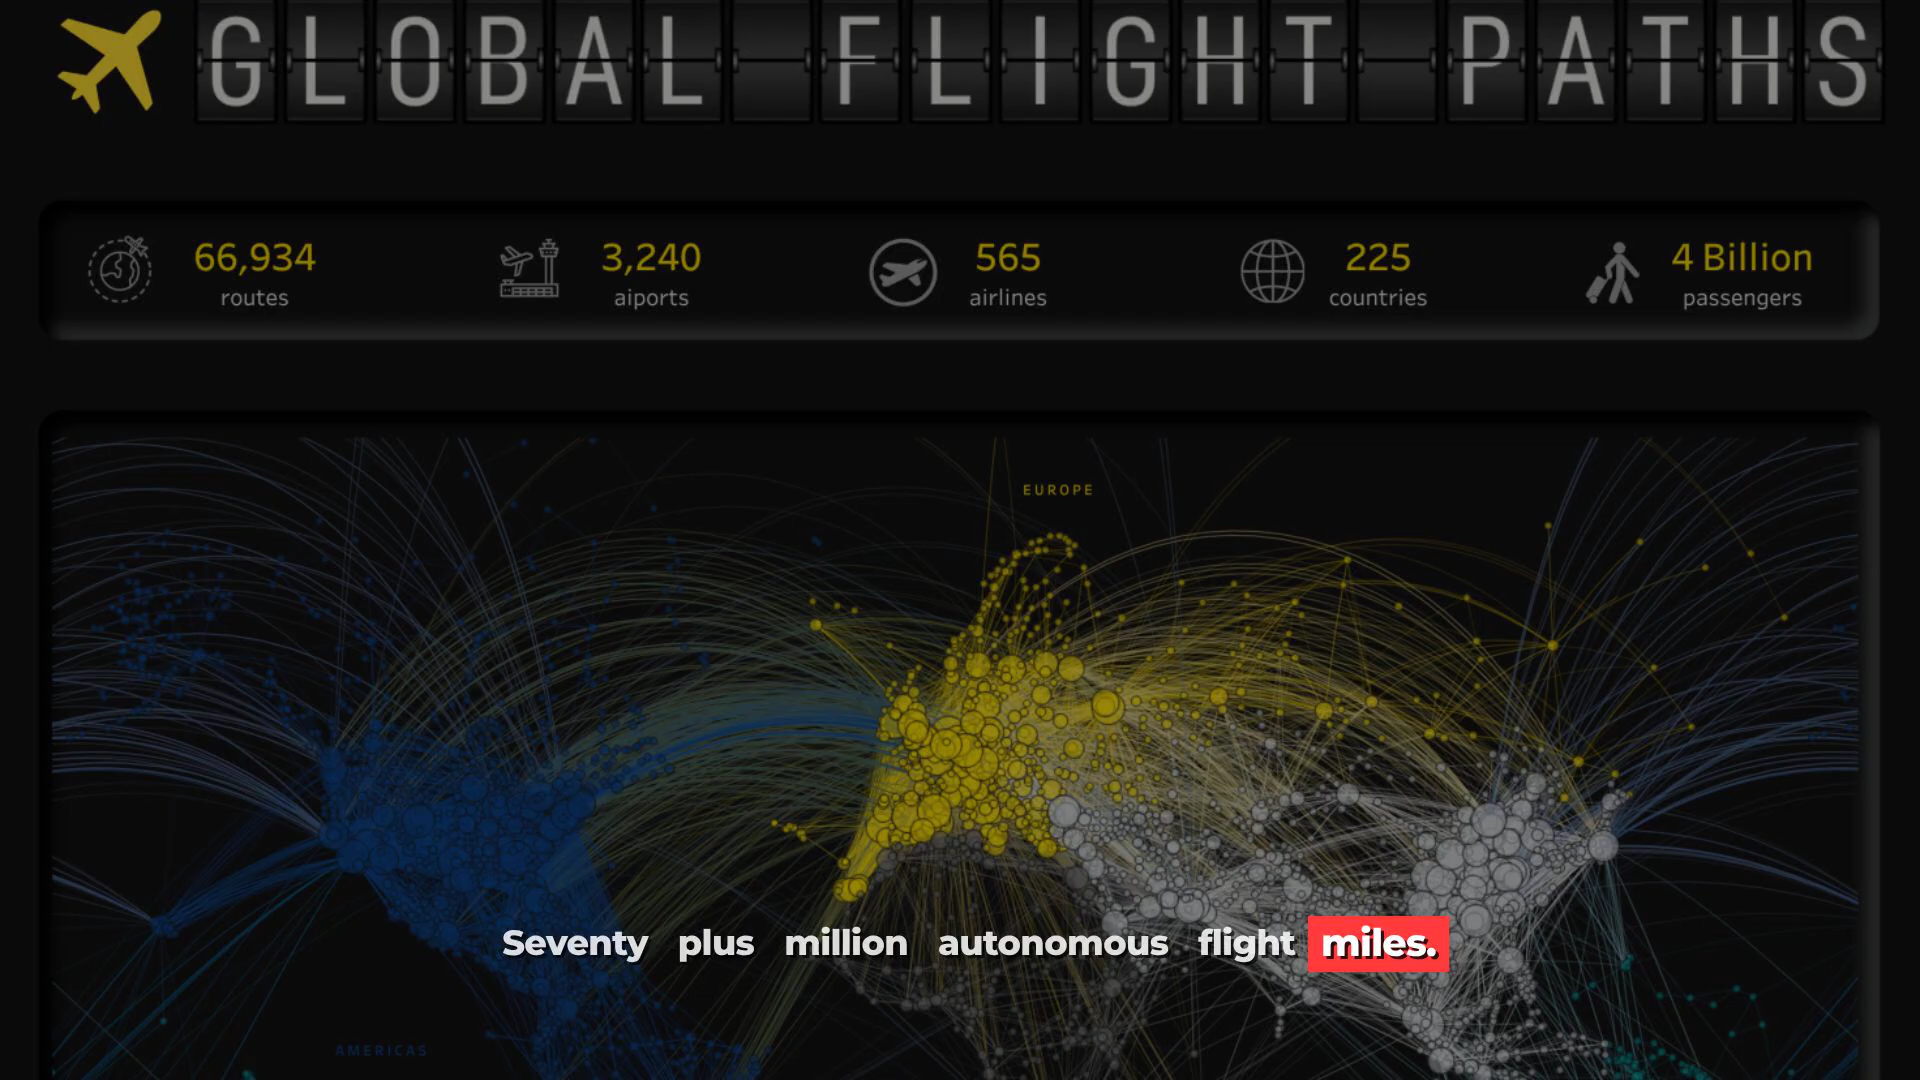 GLOBAL FLIGHT PATHS
66,934
routes
3,240
aiports
565
airlines
225
countries
4 Billion
passengers
EUROPE
Seventy plus million autonomous flight miles.
AMERICAS